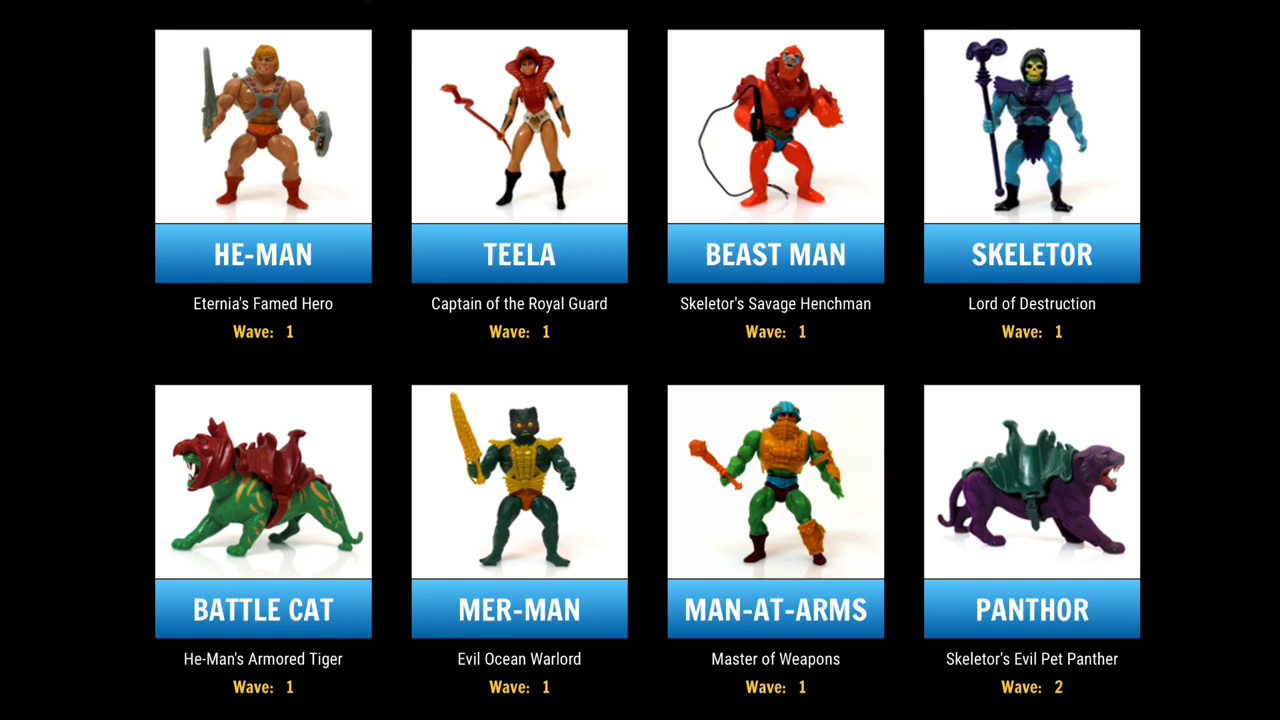 HE-MAN
TEELA
BEAST MAN
SKELETOR
Eternia's Famed Hero
Captain of the Royal Guard
Skeletor's Savage Henchman
Lord of Destruction
Wave: 1
Wave: 1
Wave: 1
Wave: 1
BATTLE CAT
MER-MAN
MAN-AT-ARMS
PANTHOR
He-Man's Armored Tiger
Evil Ocean Warlord
Master of Weapons
Skeletor's Evil Pet Panther
Wave: 1
Wave: 1
Wave: 1
Wave: 2